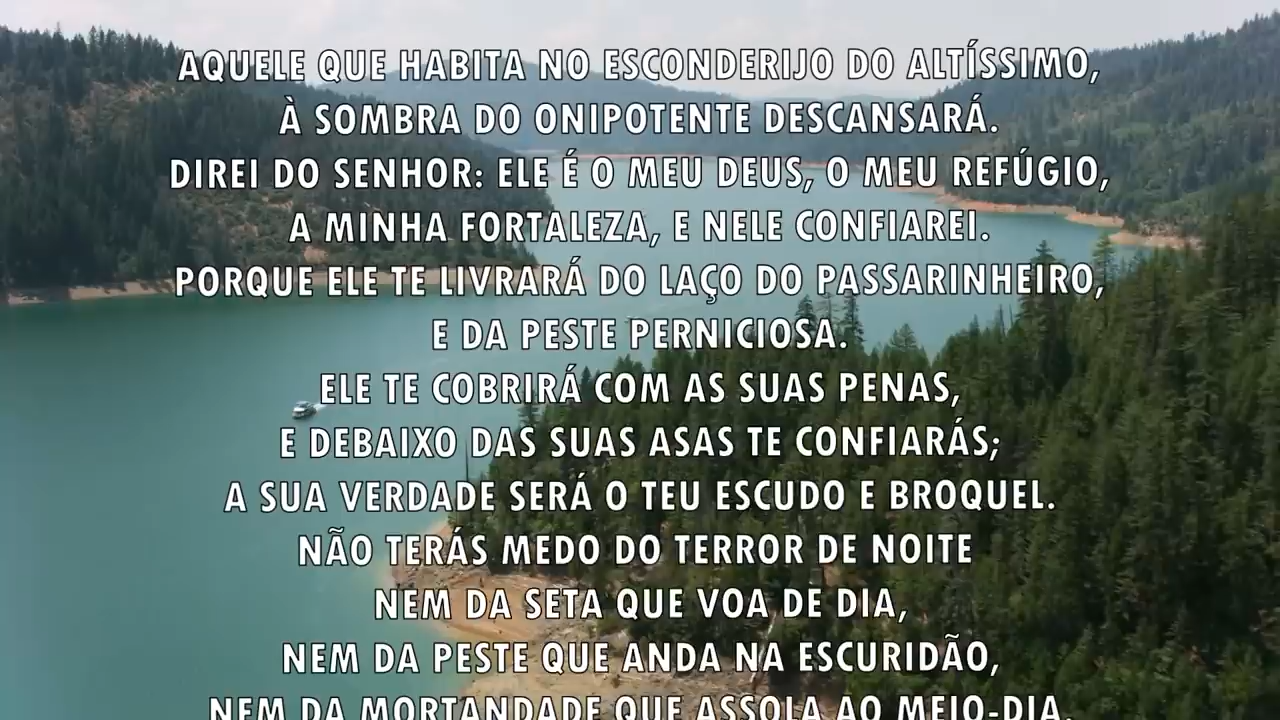 AQUELE QUE HABITA NO ESCONDERIJO DO ALTÍSSIMO,
À SOMBRA DO ONIPOTENTE DESCANSARÁ.
DIREI DO SENHOR: ELE É O MEU DEUS, O MEU REFÚGIO,
A MINHA FORTALEZA, E NELE CONFIAREI.
PORQUE ELE TE LIVRARÁ DO LAÇO DO PASSARINHEIRO,
E DA PESTE PERNICIOSA.
ELE TE COBRIRÁ COM AS SUAS PENAS,
E DEBAIXO DAS SUAS ASAS TE CONFIARÁS;
A SUA VERDADE SERÁ O TEU ESCUDO E BROQUEL.
NÃO TERÁS MEDO DO TERROR DE NOITE
NEM DA SETA QUE VOA DE DIA,
NEM DA PESTE QUE ANDA NA ESCURIDÃO,
NEM DA MORTANDADE QUE ASSOLA AO MEIO-DIA.